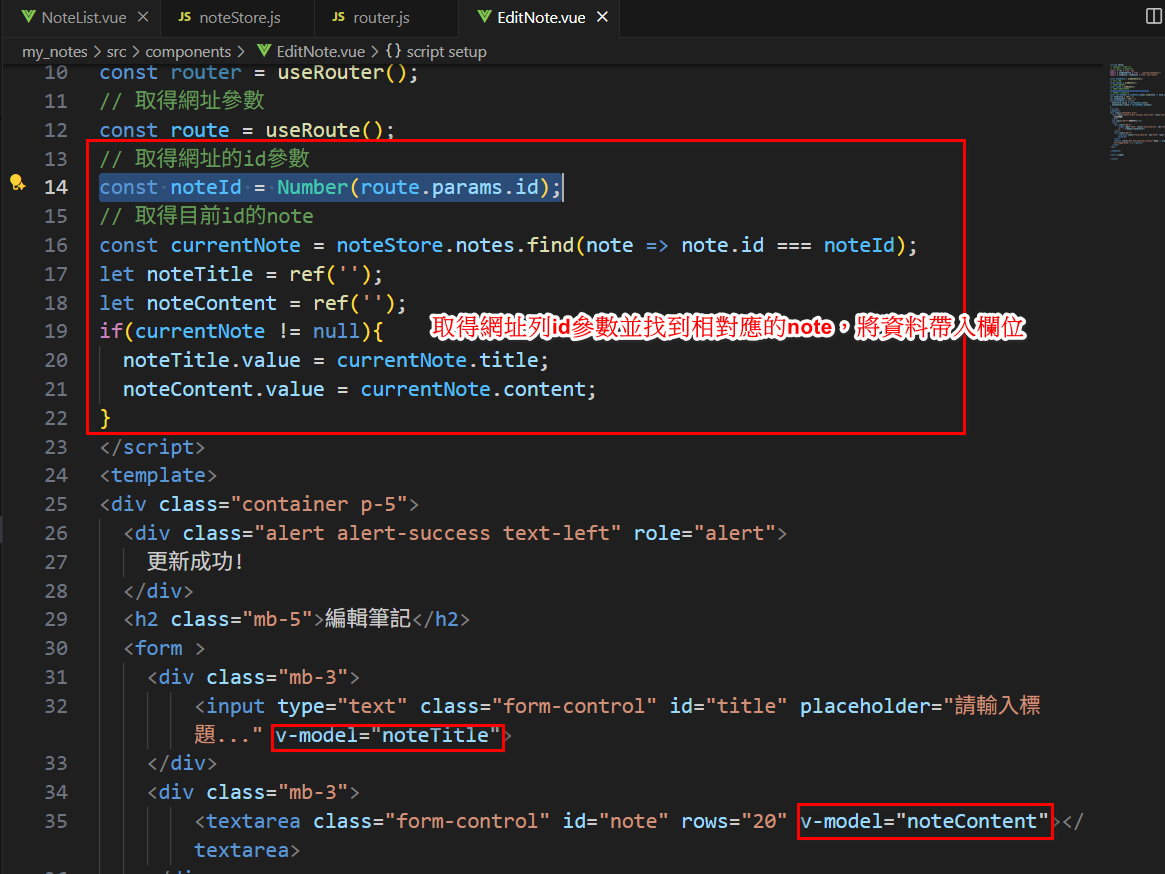 NoteList.vue
JS noteStore.js
JS router.js
EditNote.vue
my_notes > src > components > EditNote.vue > {} script setup
10 const router = useRouter();
11 // 取得網址參數
12 const route = useRoute();
13 // 取得網址的id參數
14 const noteId = Number(route.params.id);
15 // 取得目前id的note
16 const currentNote = noteStore.notes.find(note => note.id === noteId);
17 let noteTitle = ref('');
18 let noteContent = ref('');
19 if(currentNote != null){
取得網址列id參數並找到相對應的note，將資料帶入欄位
20 noteTitle.value = currentNote.title;
21 noteContent.value = currentNote.content;
22 }
23 </script>
24 <template>
25 <div class="container p-5">
26 <div class="alert alert-success text-left" role="alert">
27 更新成功!
28 </div>
29 <h2 class="mb-5">編輯筆記</h2>
30 <form >
31 <div class="mb-3">
32 <input type="text" class="form-control" id="title" placeholder="請輸入標
題..." v-model="noteTitle">
33 </div>
34 <div class="mb-3">
35 <textarea class="form-control" id="note" rows="20" v-model="noteContent"></
textarea>